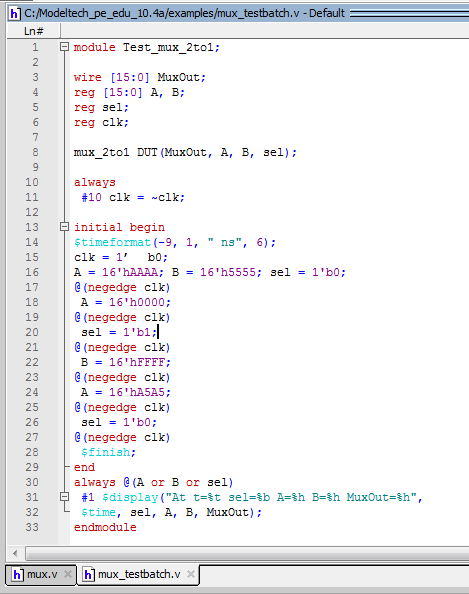 C:/Modeltech_pe_edu_10.4a/examples/mux_testbatch.v - Default
Ln#
1 module Test_mux_2to1;
2
3 wire [15:0] MuxOut;
4 reg [15:0] A, B;
5 reg sel;
6 reg clk;
7
8 mux_2to1 DUT(MuxOut, A, B, sel);
9
10 always
11 #10 clk = ~clk;
12
13 initial begin
14 $timeformat(-9, 1, " ns", 6);
15 clk = 1’ b0;
16 A = 16'hAAAA; B = 16'h5555; sel = 1'b0;
17 @(negedge clk)
18 A = 16'h0000;
19 @(negedge clk)
20 sel = 1'b1;
21 @(negedge clk)
22 B = 16'hFFFF;
23 @(negedge clk)
24 A = 16'hA5A5;
25 @(negedge clk)
26 sel = 1'b0;
27 @(negedge clk)
28 $finish;
29 end
30 always @(A or B or sel)
31 #1 $display("At t=%t sel=%b A=%h B=%h MuxOut=%h",
32 $time, sel, A, B, MuxOut);
33 endmodule
mux.v mux_testbatch.v